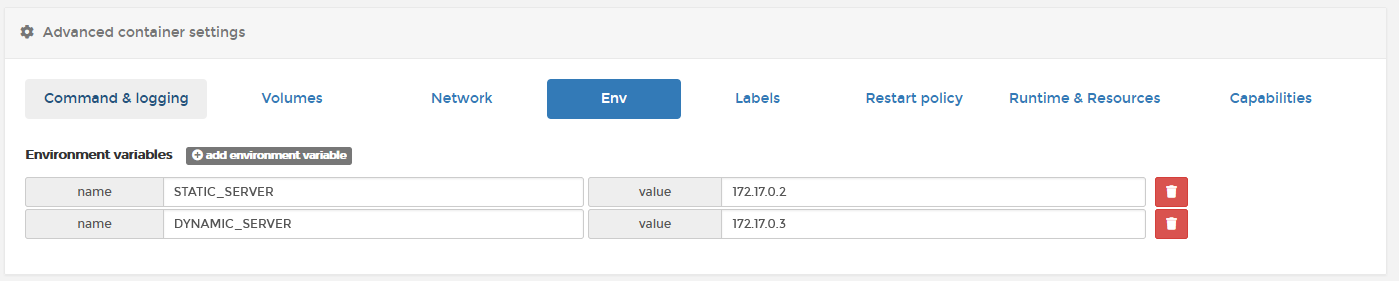 Advanced container settings
Command & logging Volumes Network Env Labels Restart policy Runtime & Resources Capabilities
Environment variables add environment variable
name STATIC_SERVER value 172.17.0.2
name DYNAMIC_SERVER value 172.17.0.3